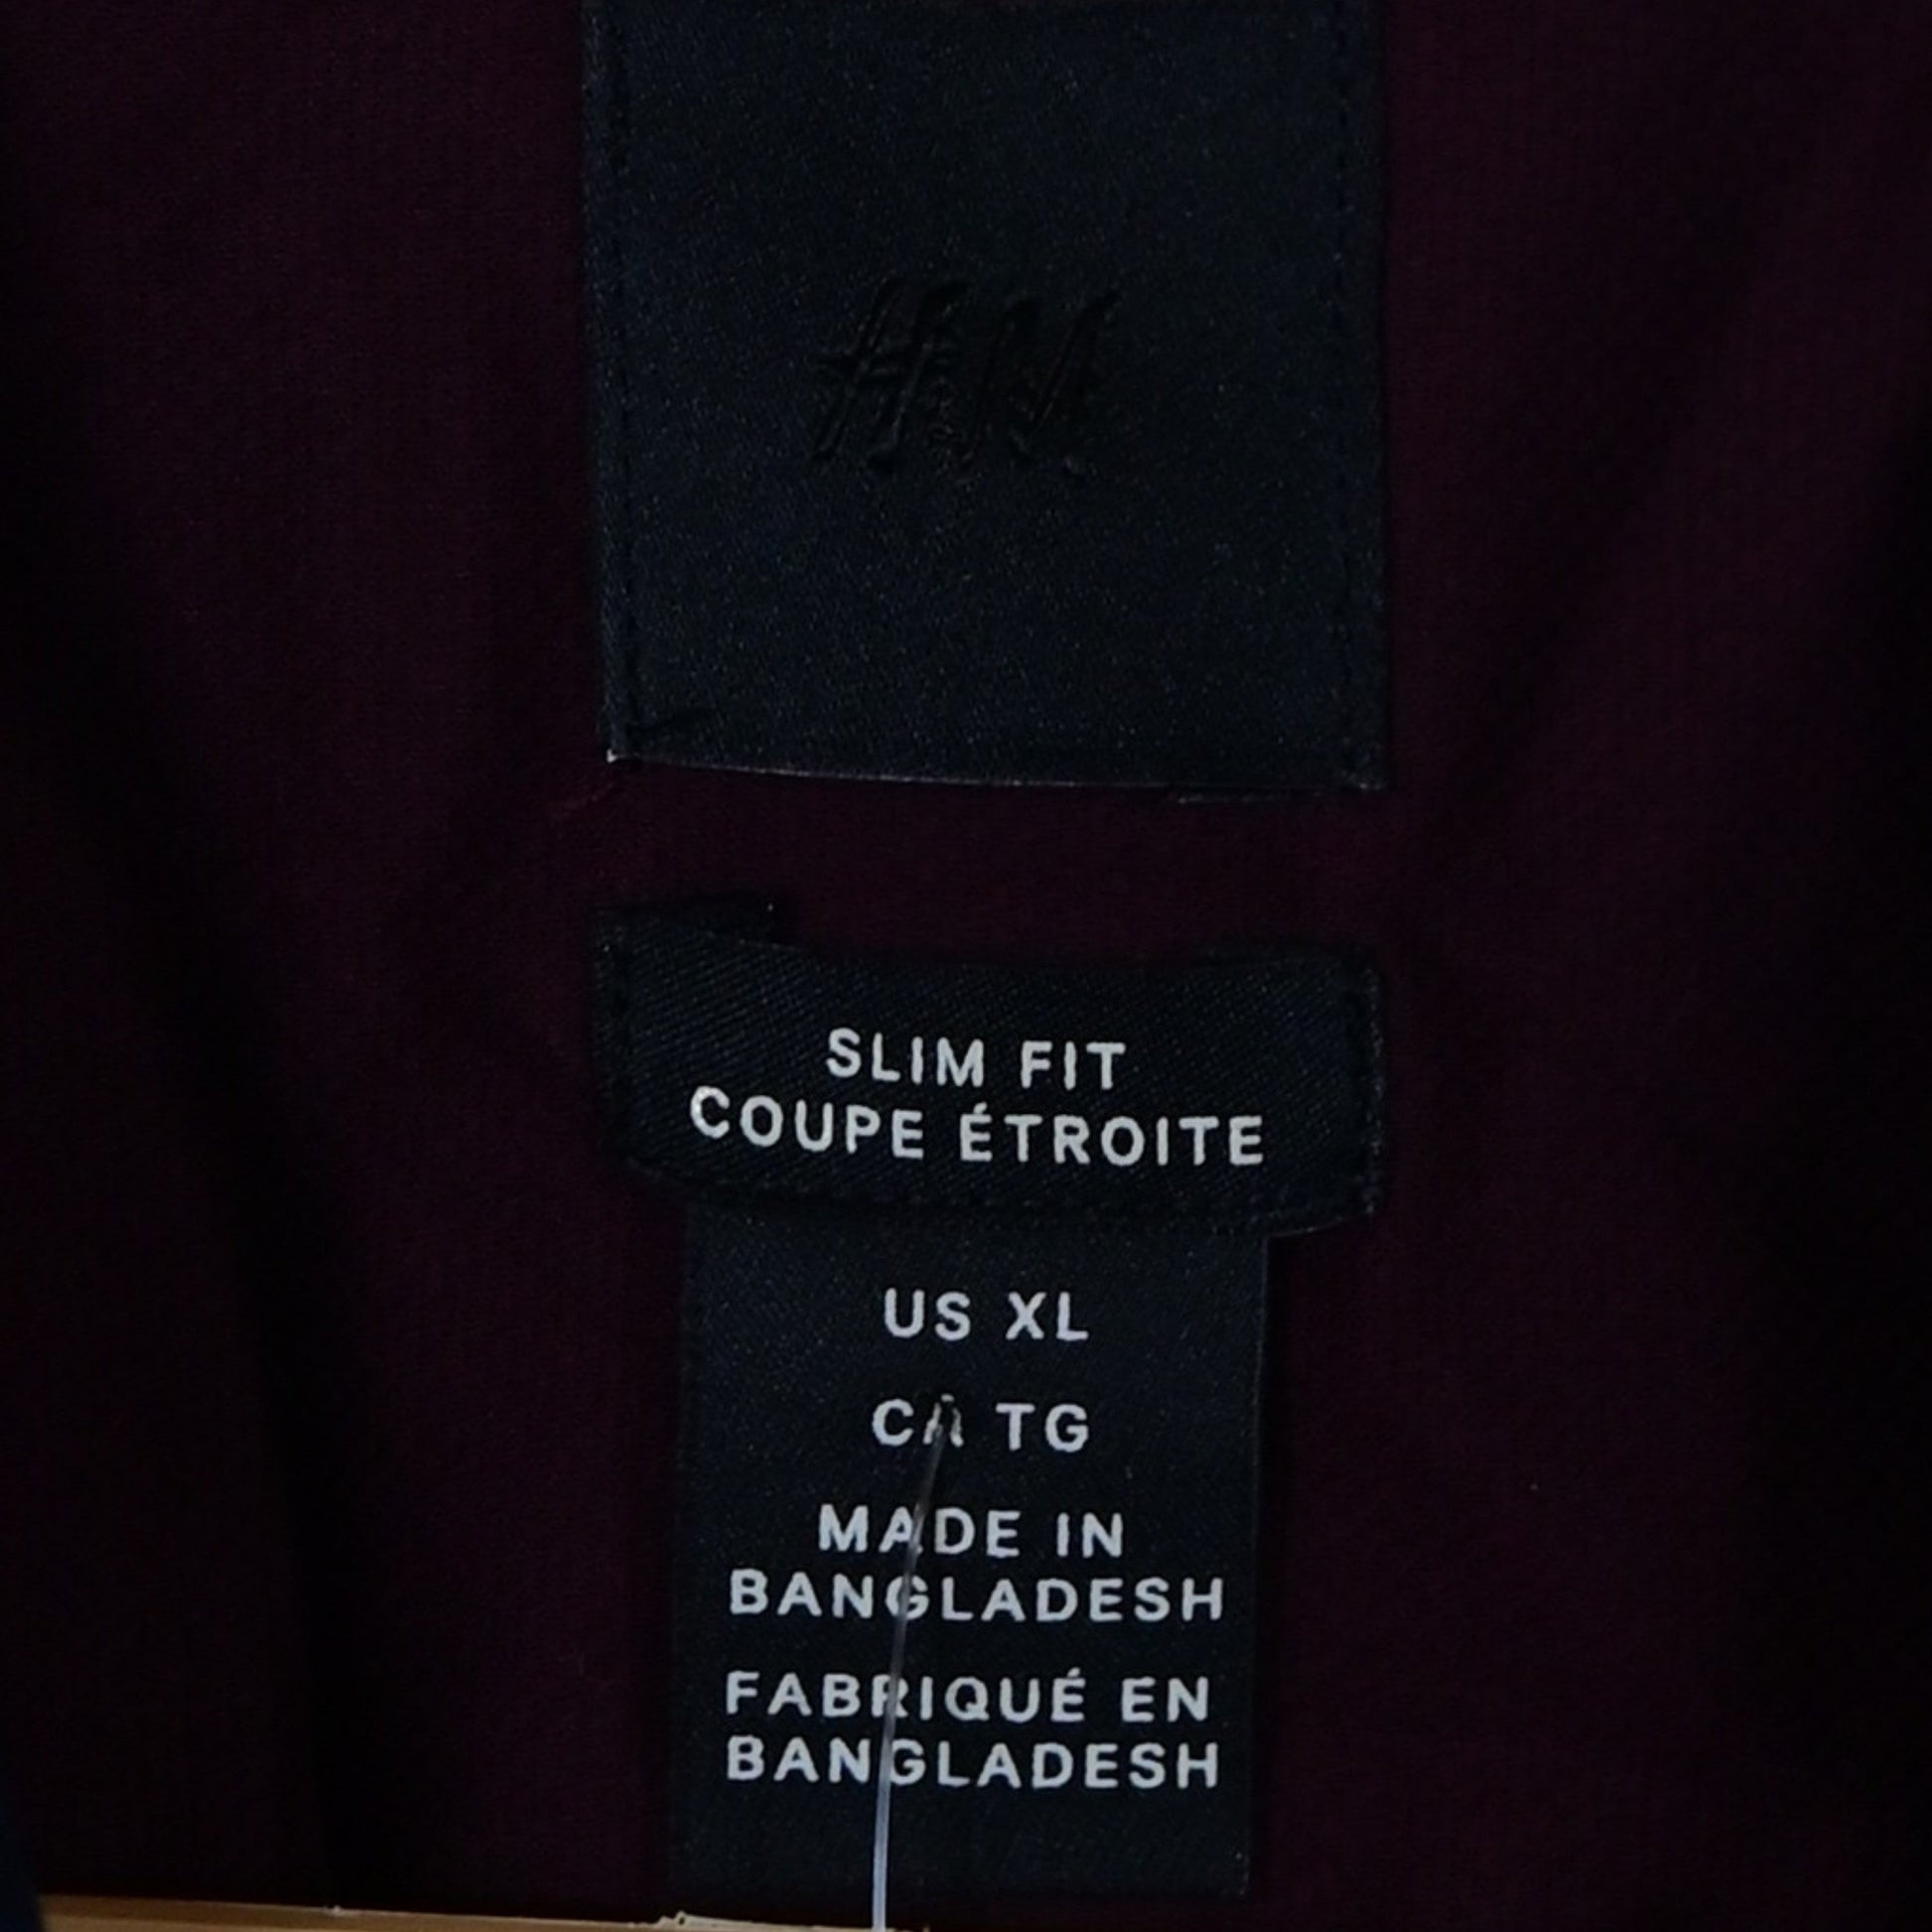 H&M
SLIM FIT
COUPE ÉTROITE
US XL
CA TG
MADE IN
BANGLADESH
FABRIQUÉ EN
BANGLADESH